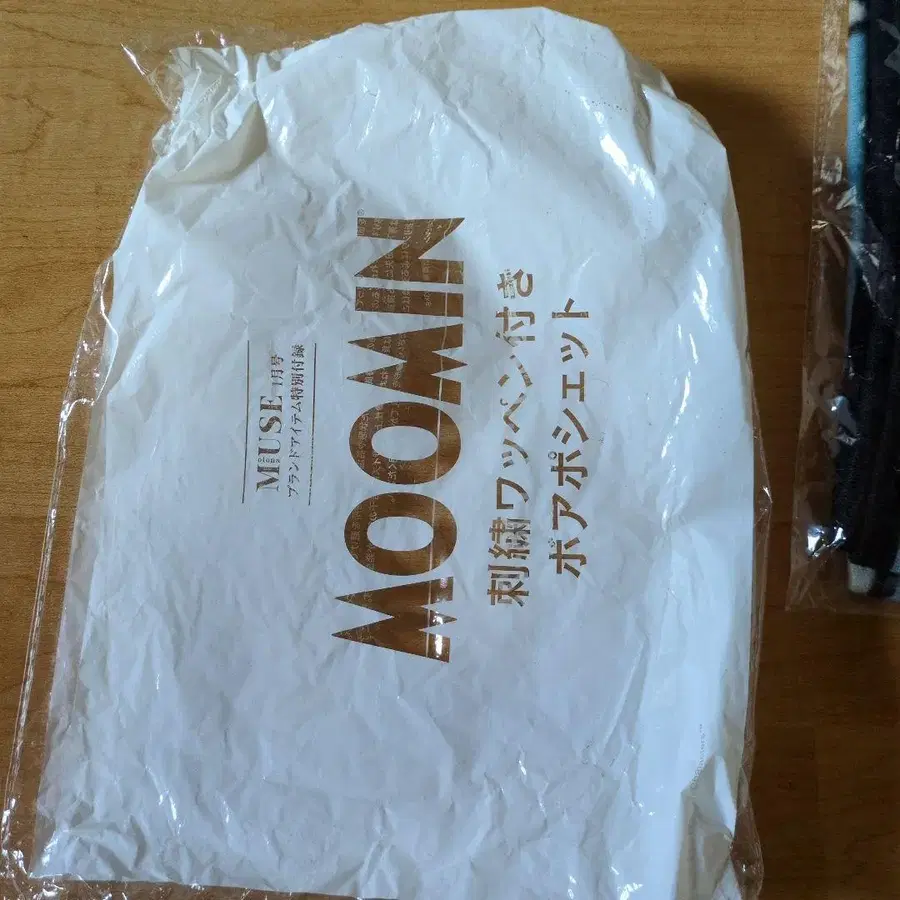 otona
MUSE 1月号
ブランドアイテム特別付録
MOOMIN
刺繍ワッペン付き
ボアポシェット